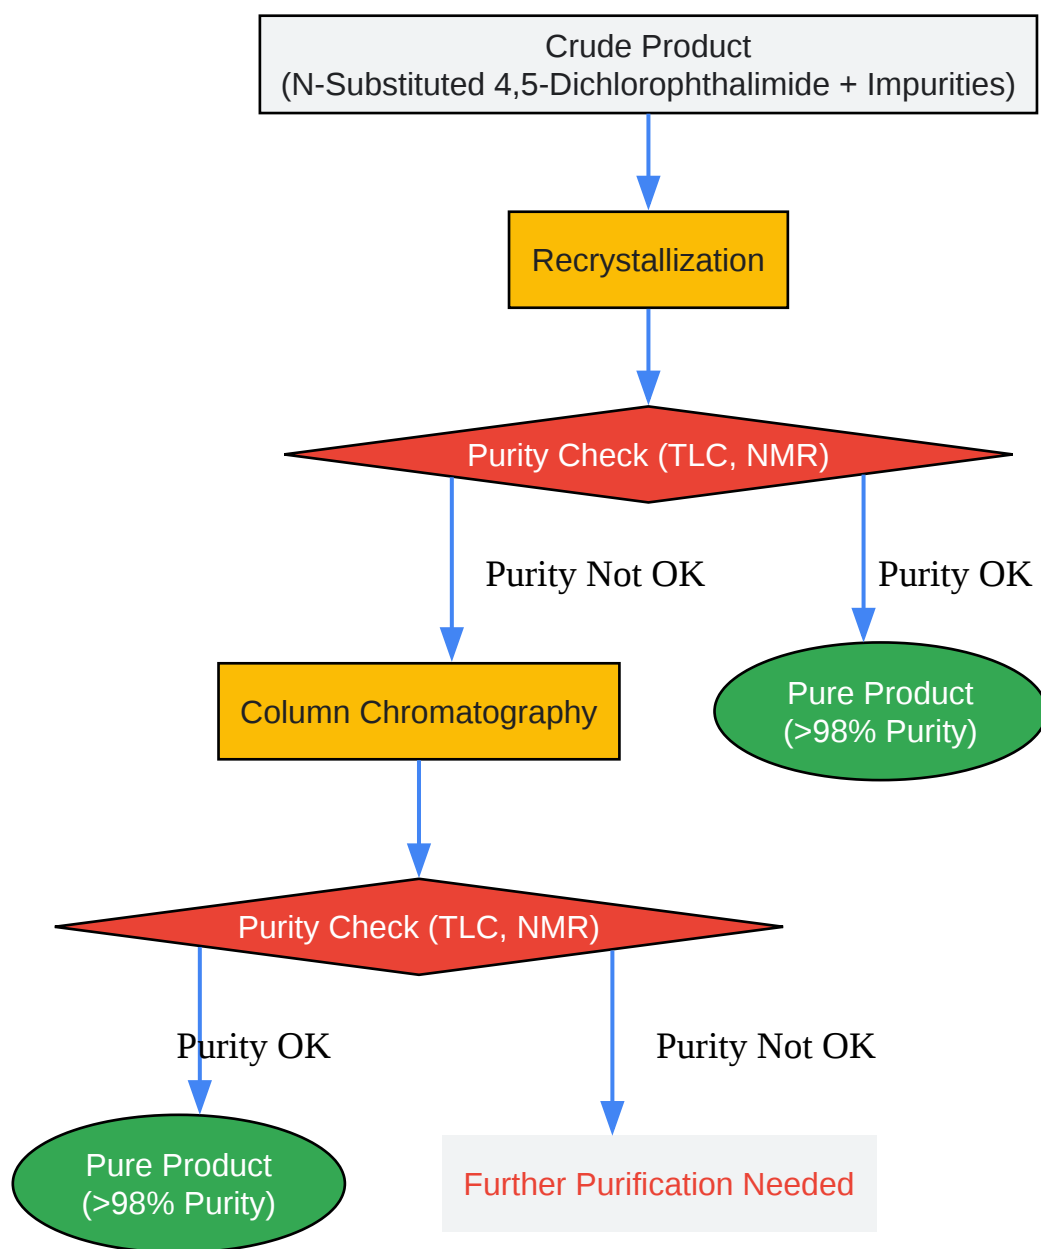 Crude Product
(N-Substituted 4,5-Dichlorophthalimide + Impurities)
Recrystallization
Purity Check (TLC, NMR)
Purity Not OK
Purity OK
Column Chromatography
Pure Product
(>98% Purity)
Purity Check (TLC, NMR)
Purity OK
Purity Not OK
Pure Product
(>98% Purity)
Further Purification Needed